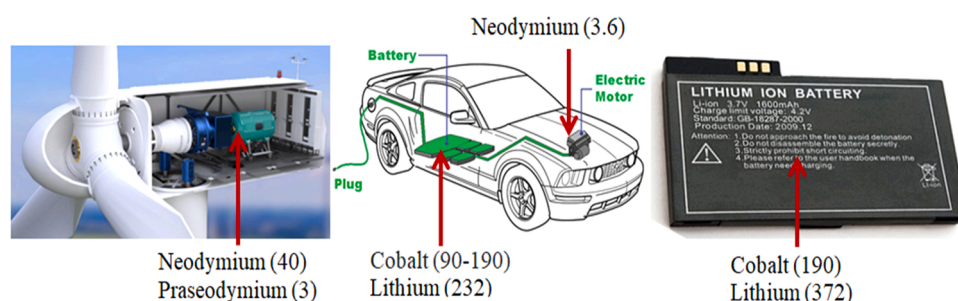 Neodymium (3.6)
Battery
Electric
Motor
Plug
LITHIUM ION BATTERY
Li-ion 3.7V 1600mAh
Limited charge voltage: 4.2V
Standard: GB-18287-2000
Production Date: 2009.12
Attention: 1.Do not approach the fire to avoid detonation
2.Do not disassemble the battery secretly.
3.Strictly prohibit short circuiting.
4.Please refer to the user handbook when the
battery need charging.
Li-ion
Neodymium (40)
Praseodymium (3)
Cobalt (90-190)
Lithium (232)
Cobalt (190)
Lithium (372)